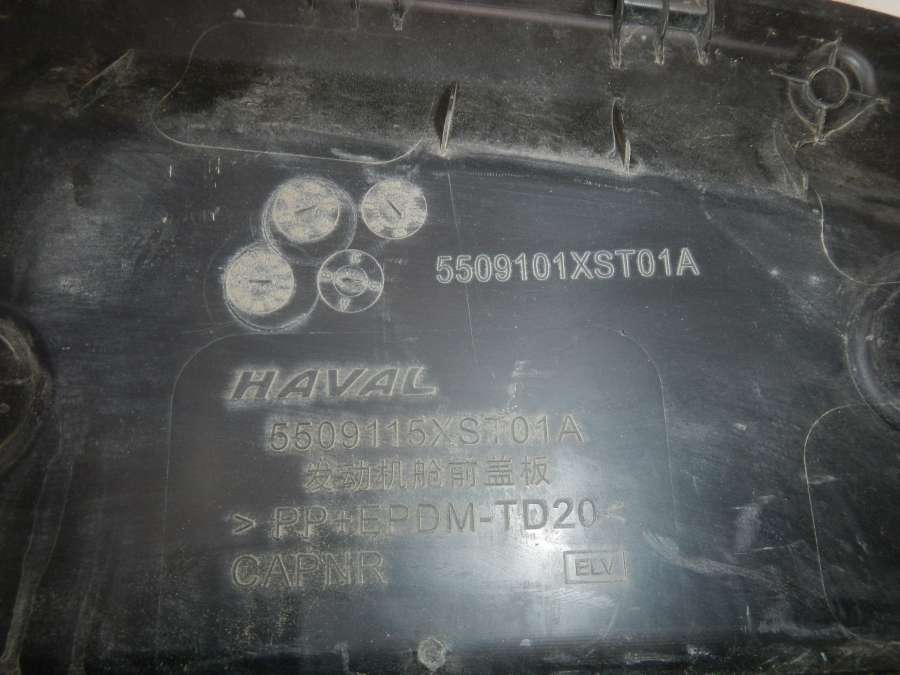 5509101XST01A
HAVAL
5509115XST01A
发动机舱前盖板
> PP+EPDM-TD20 <
CAPNR
ELV